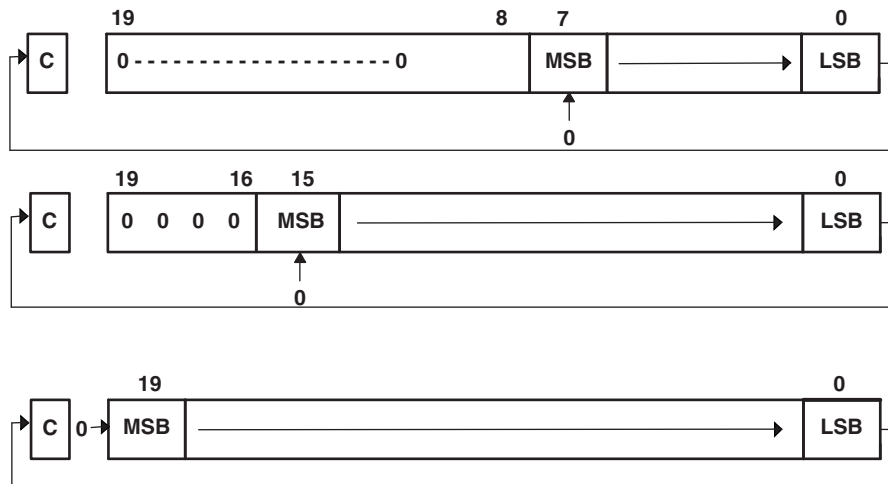 19 8 7 0
C 0 - - - - - - - - - - - - - - - - - - 0 MSB LSB
0
19 16 15 0
C 0 0 0 0 MSB LSB
0
19 0
C 0 MSB LSB